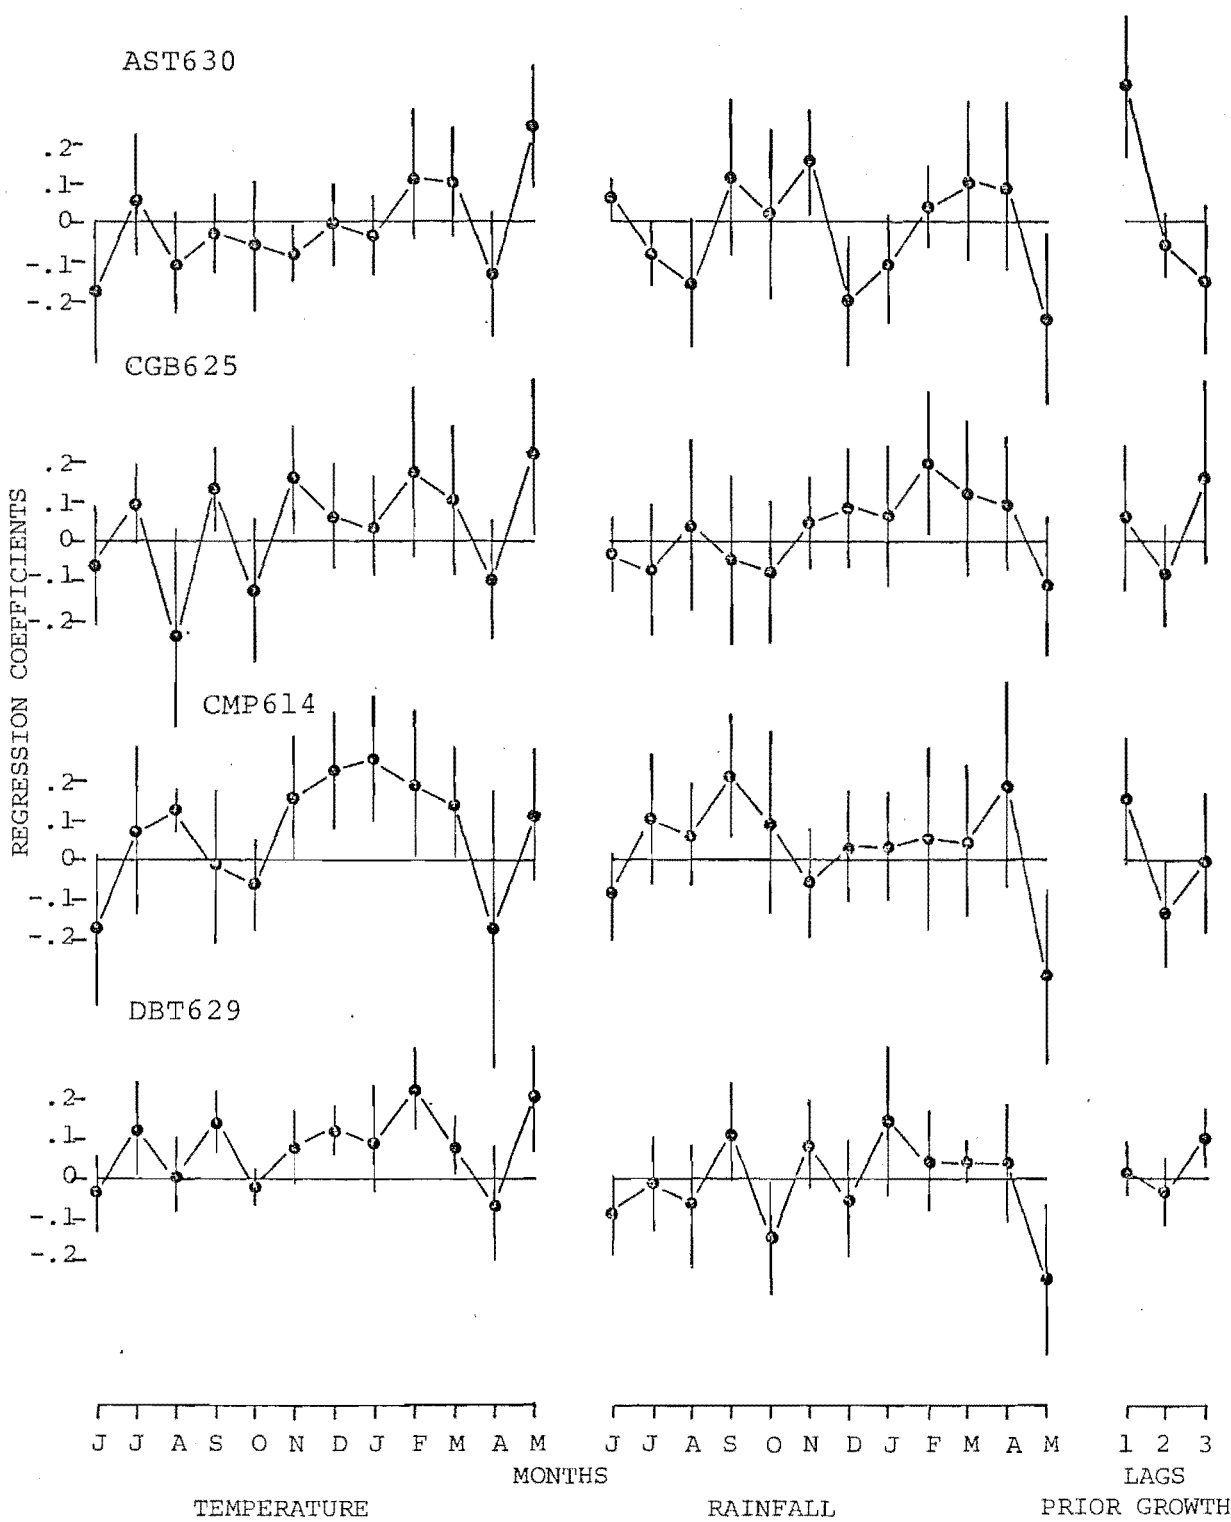 AST630
.2
.1
0
-.1
-.2
CGB625
.2
.1
0
-.1
-.2
REGRESSION COEFFICIENTS
CMP614
.2
.1
0
-.1
-.2
DBT629
.2
.1
0
-.1
-.2
J J A S O N D J F M A M
J J A S O N D J F M A M
1 2 3
MONTHS
LAGS
TEMPERATURE
RAINFALL
PRIOR GROWTH